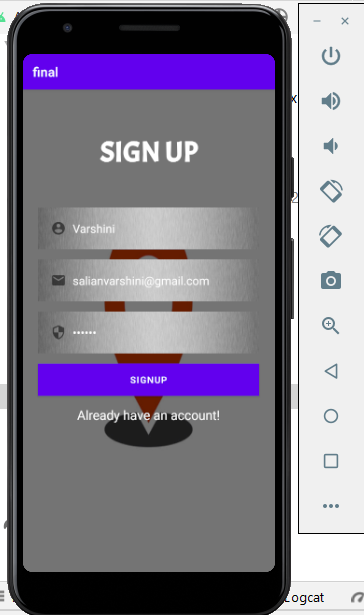 final
SIGN UP
Varshini
salianvarshini@gmail.com
••••••
SIGNUP
Already have an account!
Logcat